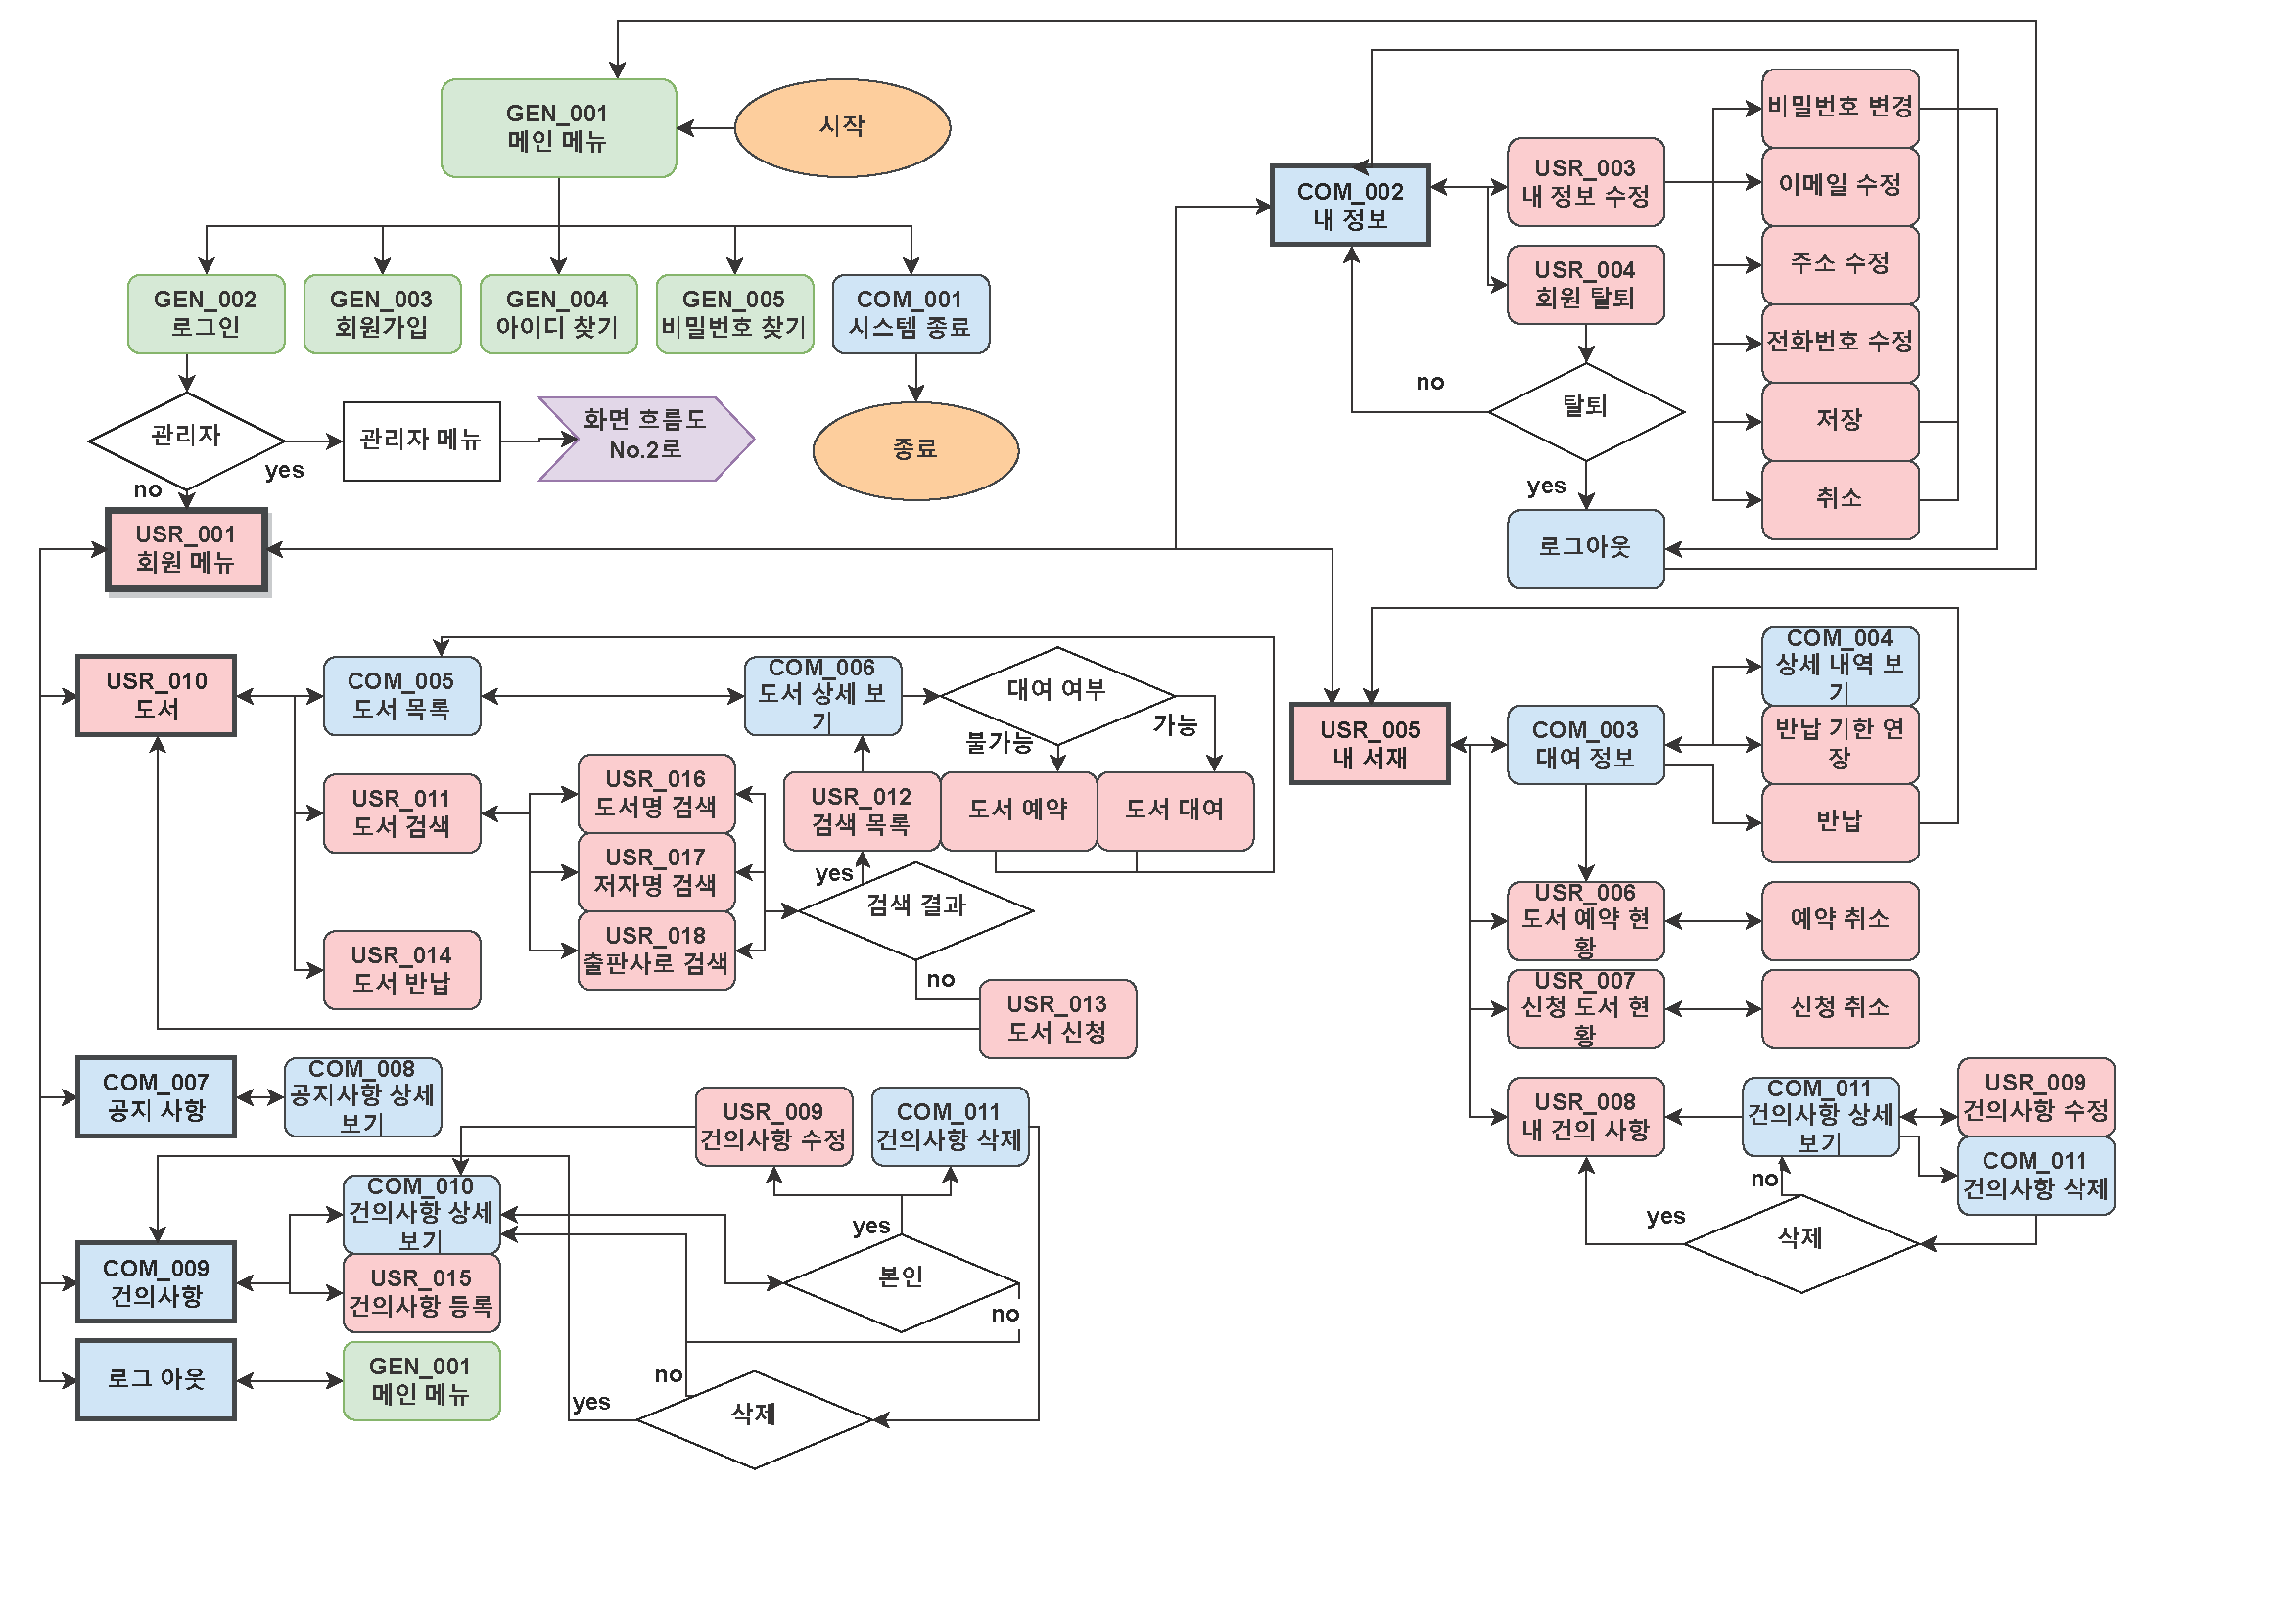 GEN_001
메인 메뉴
시작
GEN_002
로그인
GEN_003
회원가입
GEN_004
아이디 찾기
GEN_005
비밀번호 찾기
COM_001
시스템 종료
관리자
yes
no
관리자 메뉴
화면 흐름도
No.2로
종료
USR_001
회원 메뉴
COM_002
내 정보
USR_003
내 정보 수정
USR_004
회원 탈퇴
탈퇴
no
yes
로그아웃
비밀번호 변경
이메일 수정
주소 수정
전화번호 수정
저장
취소
USR_010
도서
COM_005
도서 목록
COM_006
도서 상세 보
기
대여 여부
불가능
가능
USR_011
도서 검색
USR_016
도서명 검색
USR_017
저자명 검색
USR_018
출판사로 검색
USR_012
검색 목록
도서 예약
도서 대여
yes
검색 결과
no
USR_014
도서 반납
USR_013
도서 신청
USR_005
내 서재
COM_003
대여 정보
COM_004
상세 내역 보
기
반납 기한 연
장
반납
USR_006
도서 예약 현
황
예약 취소
USR_007
신청 도서 현
황
신청 취소
USR_008
내 건의 사항
COM_011
건의사항 상세
보기
USR_009
건의사항 수정
COM_011
건의사항 삭제
no
yes
삭제
COM_007
공지 사항
COM_008
공지사항 상세
보기
USR_009
건의사항 수정
COM_011
건의사항 삭제
COM_009
건의사항
COM_010
건의사항 상세
보기
USR_015
건의사항 등록
yes
본인
no
로그 아웃
GEN_001
메인 메뉴
no
yes
삭제